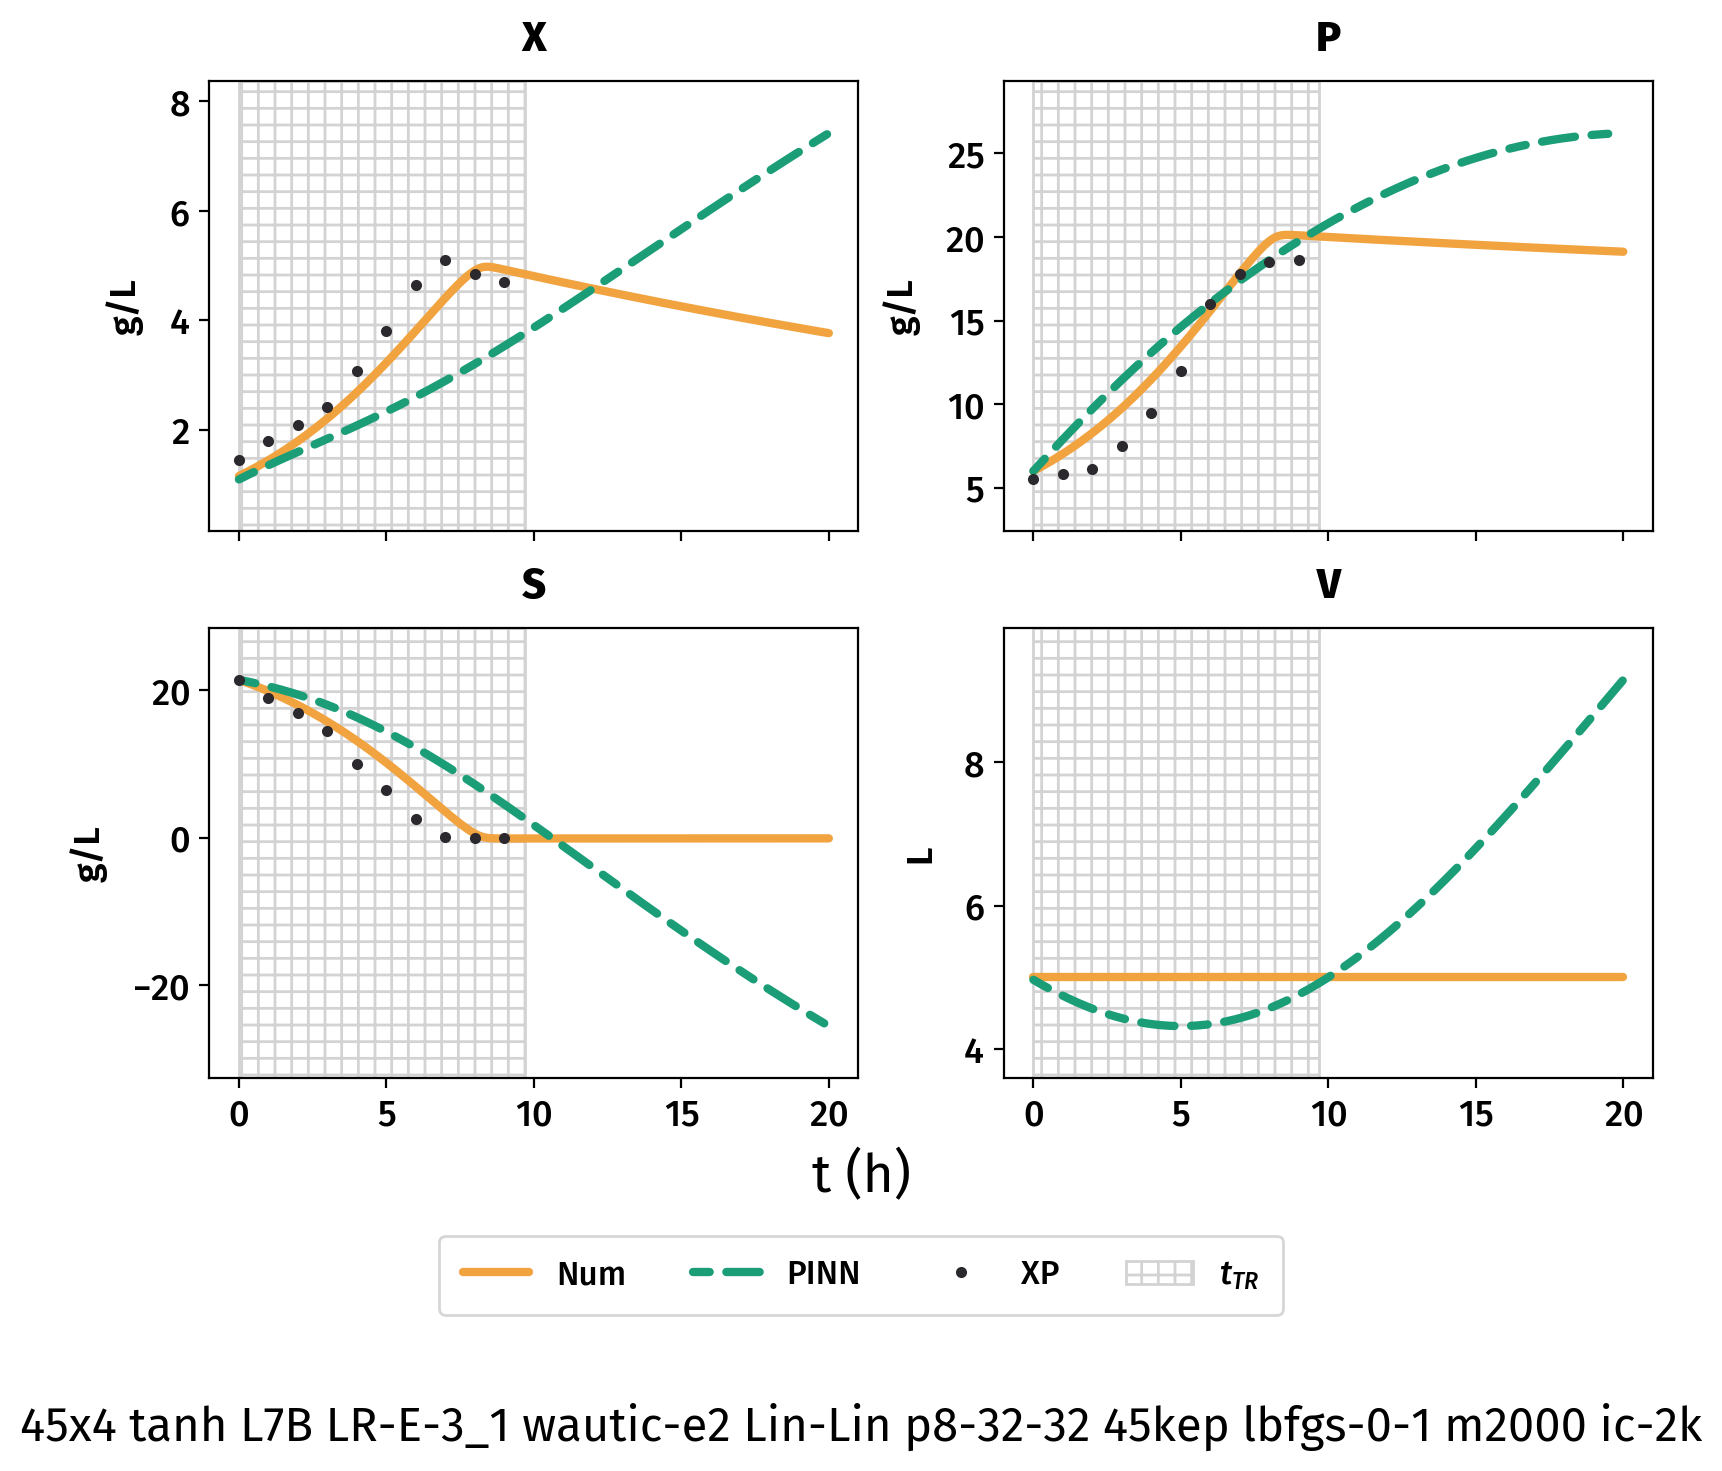 X
P
8
6
4
2
g/L
25
20
15
10
5
g/L
S
V
20
0
−20
g/L
8
6
4
L
0 5 10 15 20
0 5 10 15 20
t (h)
Num PINN XP tTR
45x4 tanh L7B LR-E-3_1 wautic-e2 Lin-Lin p8-32-32 45kep lbfgs-0-1 m2000 ic-2k